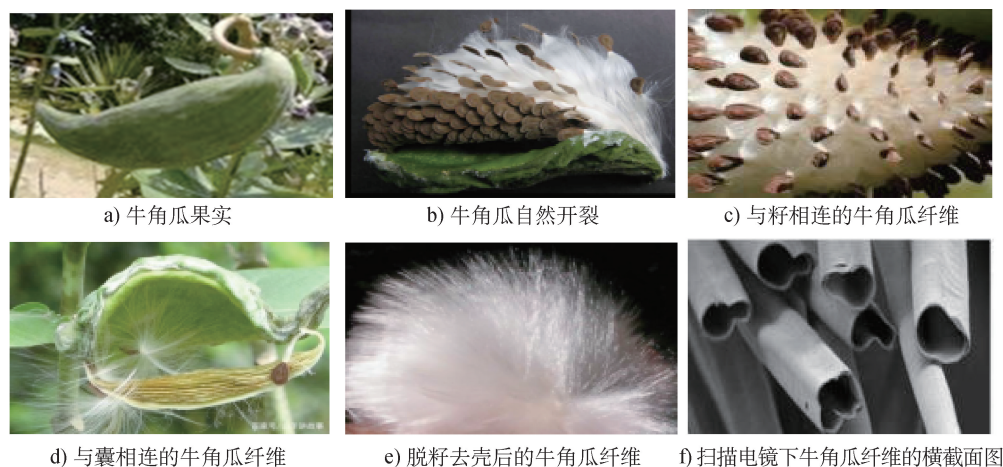 a) 牛角瓜果实
b) 牛角瓜自然开裂
c) 与籽相连的牛角瓜纤维
d) 与囊相连的牛角瓜纤维
e) 脱籽去壳后的牛角瓜纤维
f) 扫描电镜下牛角瓜纤维的横截面图